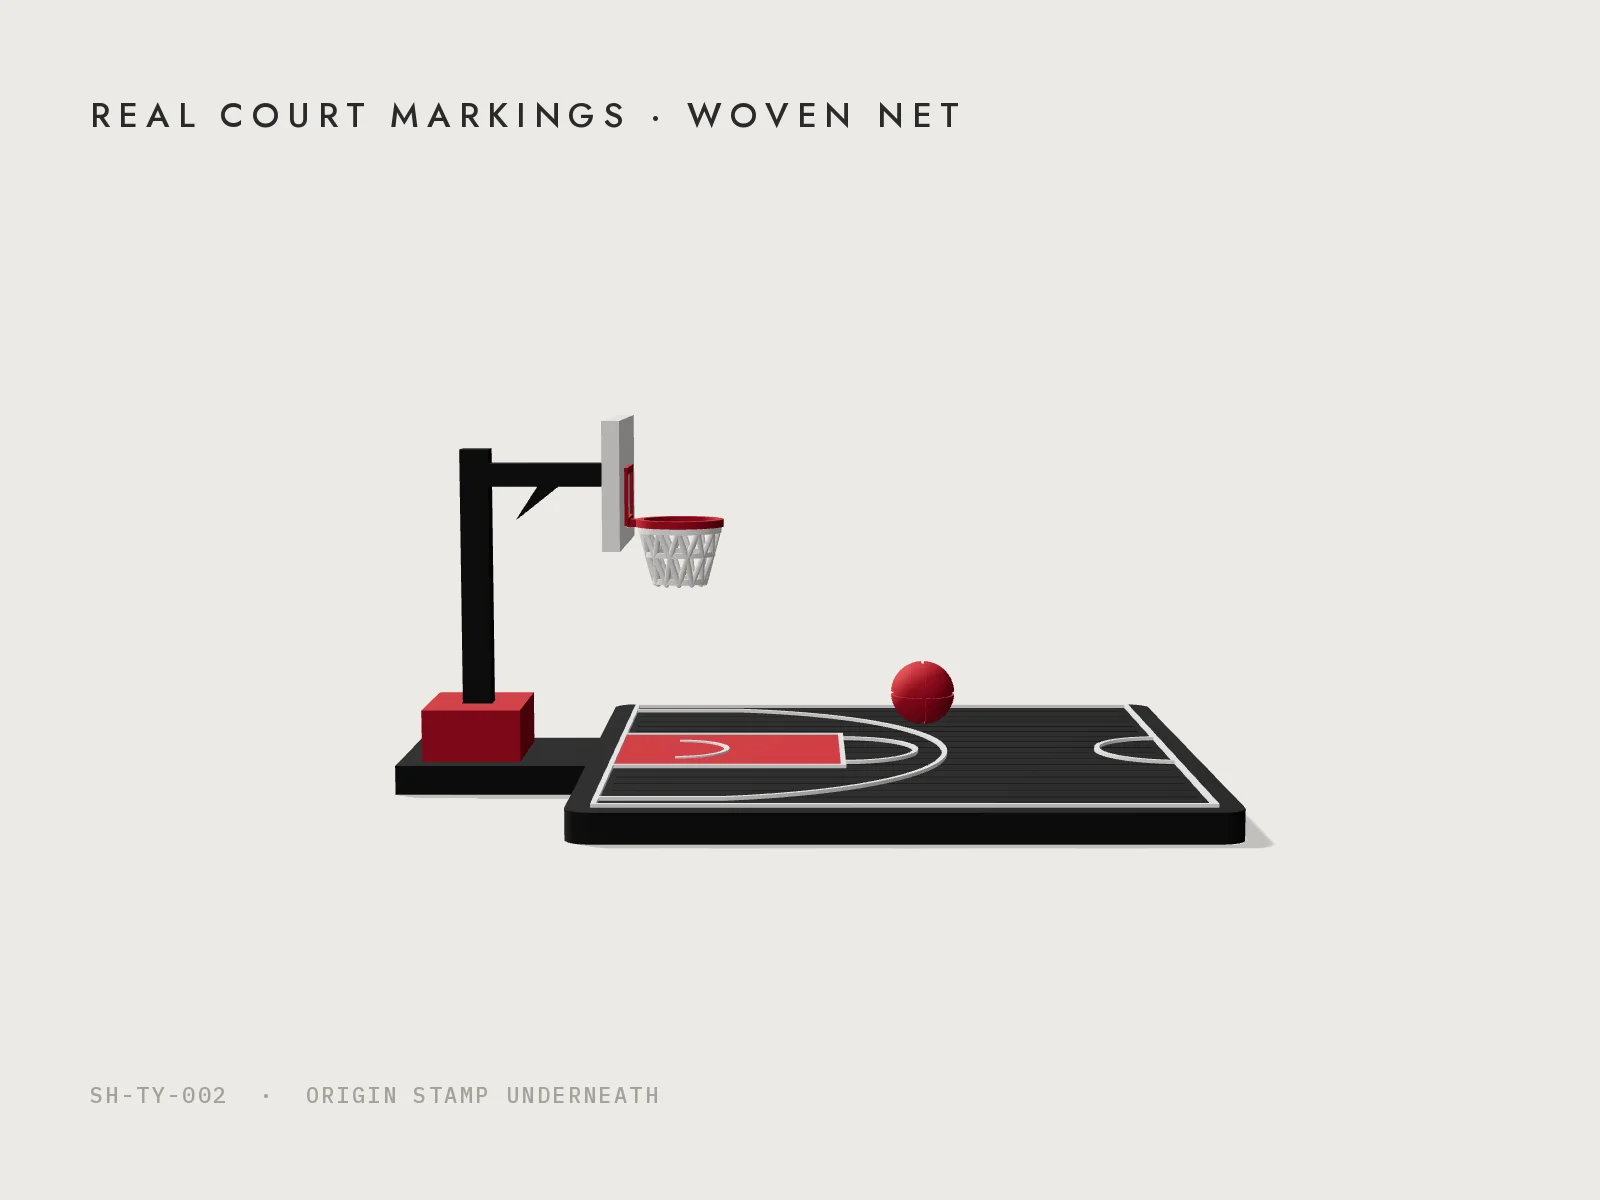 REAL COURT MARKINGS · WOVEN NET
SH-TY-002 · ORIGIN STAMP UNDERNEATH